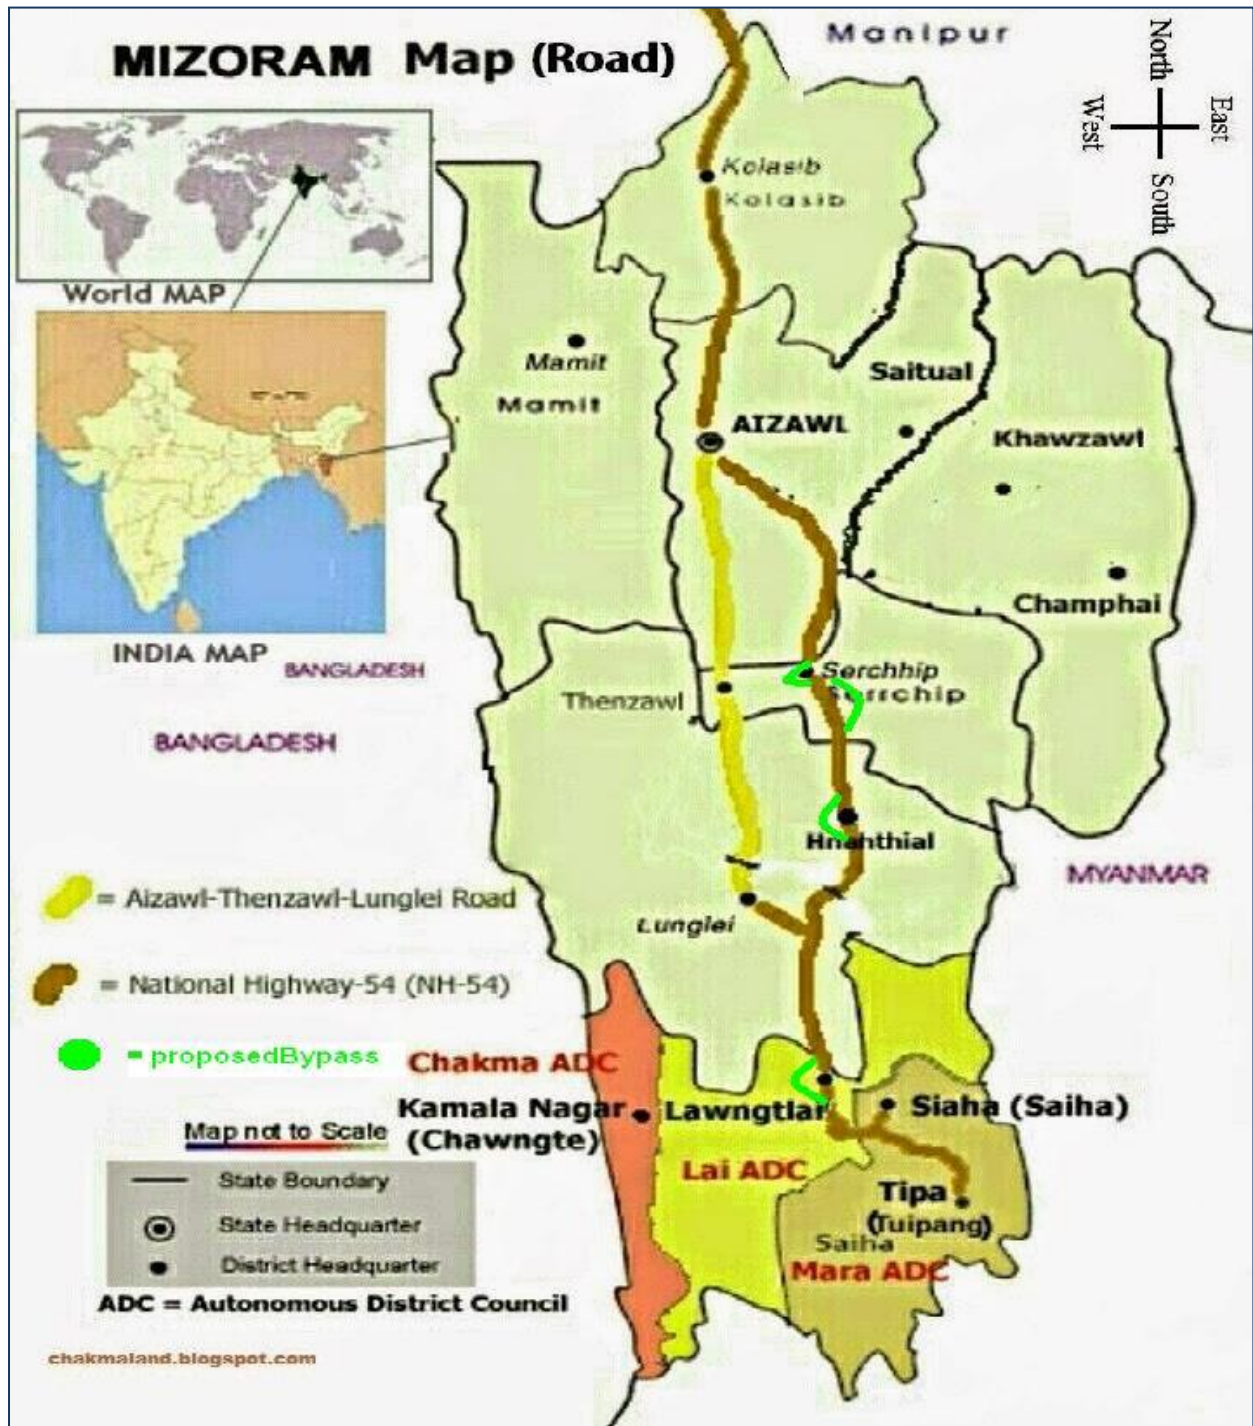 MIZORAM Map (Road)
Manipur
North
West
East
South
World MAP
Kolasib
Kolasib
Mamit
Mamit
Saitual
AIZAWL
Khawzawl
Champhai
INDIA MAP
BANGLADESH
BANGLADESH
Serchhip
Serrchip
Thenzawl
Hnahthial
MYANMAR
= Aizawl-Thenzawl-Lunglei Road
Lunglei
= National Highway-54 (NH-54)
= proposedBypass
Chakma ADC
Kamala Nagar
(Chawngte)
Lawngtlar
Siaha (Saiha)
Map not to Scale
Lai ADC
State Boundary
Tipa
(Tuipang)
State Headquarter
Saiha
District Headquarter
Mara ADC
ADC = Autonomous District Council
chakmaland.blogspot.com